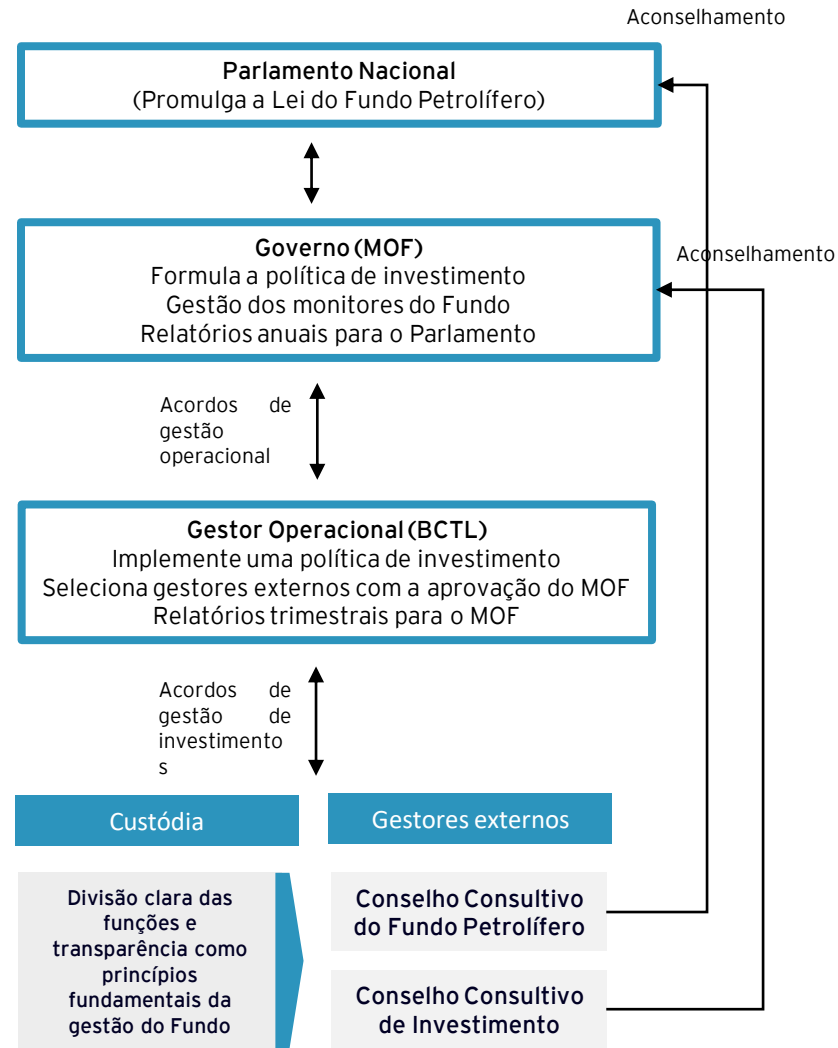 Aconselhamento
Parlamento Nacional
(Promulga a Lei do Fundo Petrolífero)
Governo (MOF)
Aconselhamento
Formula a política de investimento
Gestão dos monitores do Fundo
Relatórios anuais para o Parlamento
Acordos de
gestão
operacional
Gestor Operacional (BCTL)
Implemente uma política de investimento
Seleciona gestores externos com a aprovação do MOF
Relatórios trimestrais para o MOF
Acordos de
gestão de
investimento
s
Custódia
Gestores externos
Divisão clara das
funções e
transparência como
princípios
fundamentais da
gestão do Fundo
Conselho Consultivo
do Fundo Petrolífero
Conselho Consultivo
de Investimento